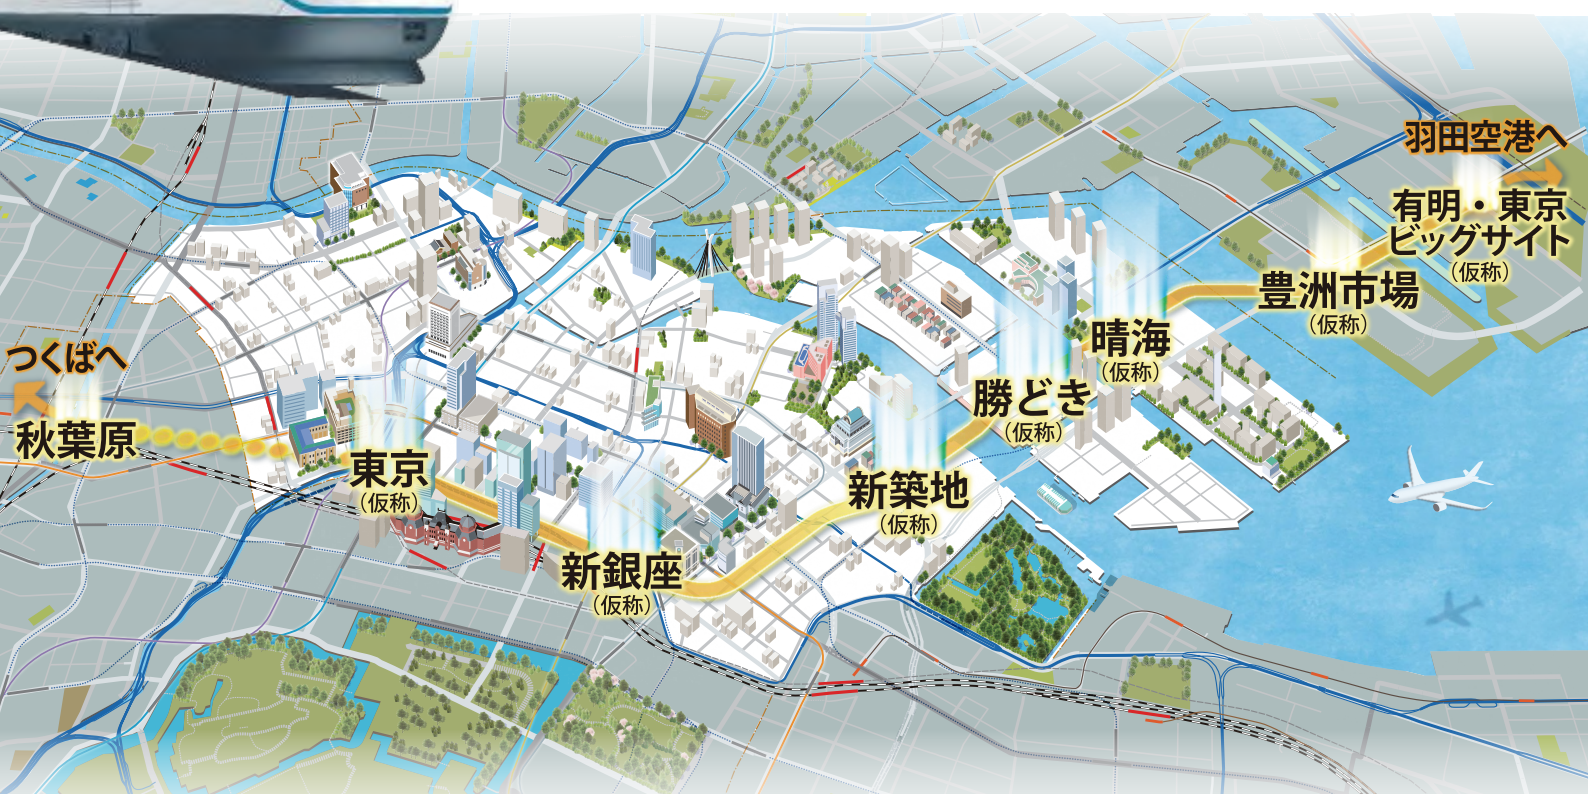 つくばへ
秋葉原
東京
(仮称)
新銀座
(仮称)
新築地
(仮称)
勝どき
(仮称)
晴海
(仮称)
豊洲市場
(仮称)
有明・東京
ビッグサイト
(仮称)
羽田空港へ